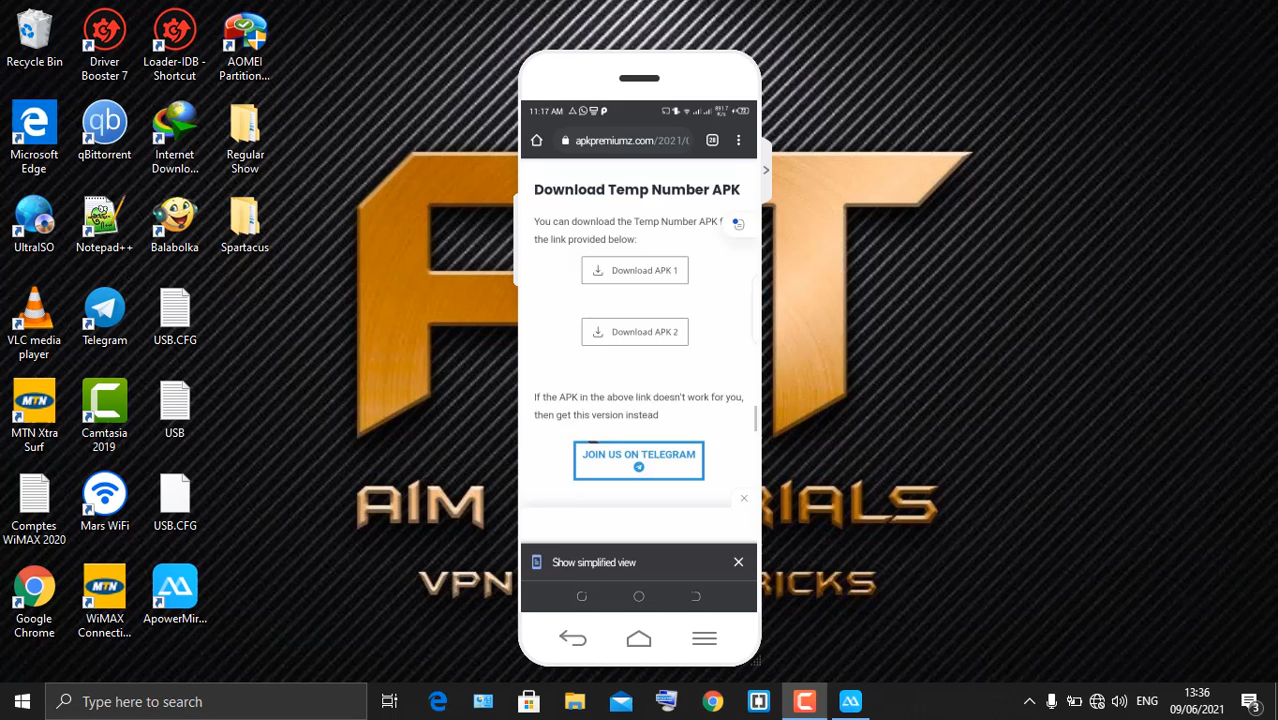 Recycle Bin
Driver Booster 7
Loader-IDB - Shortcut
AOMEI Partition...
Microsoft Edge
qBittorrent
Internet Downlo...
Regular Show
UltraISO
Notepad++
Balabolka
Spartacus
VLC media player
Telegram
USB.CFG
MTN Xtra Surf
Camtasia 2019
USB
Comptes WiMAX 2020
Mars WiFi
USB.CFG
Google Chrome
WiMAX Connecti...
ApowerMir...
11:17 AM
891.7 K/s
apkpremiumz.com/2021/0
28
Download Temp Number APK
You can download the Temp Number APK f
the link provided below:
Download APK 1
Download APK 2
If the APK in the above link doesn't work for you,
then get this version instead
JOIN US ON TELEGRAM
Show simplified view
AIM
RIALS
VPN
RICKS
Type here to search
ENG
13:36
09/06/2021
3